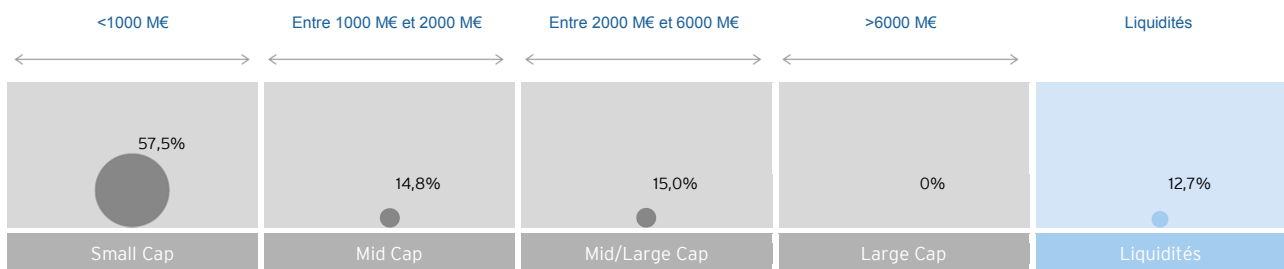 <1000 M€ Entre 1000 M€ et 2000 M€ Entre 2000 M€ et 6000 M€ >6000 M€ Liquidités
57,5% 14,8% 15,0% 0% 12,7%
Small Cap Mid Cap Mid/Large Cap Large Cap Liquidités